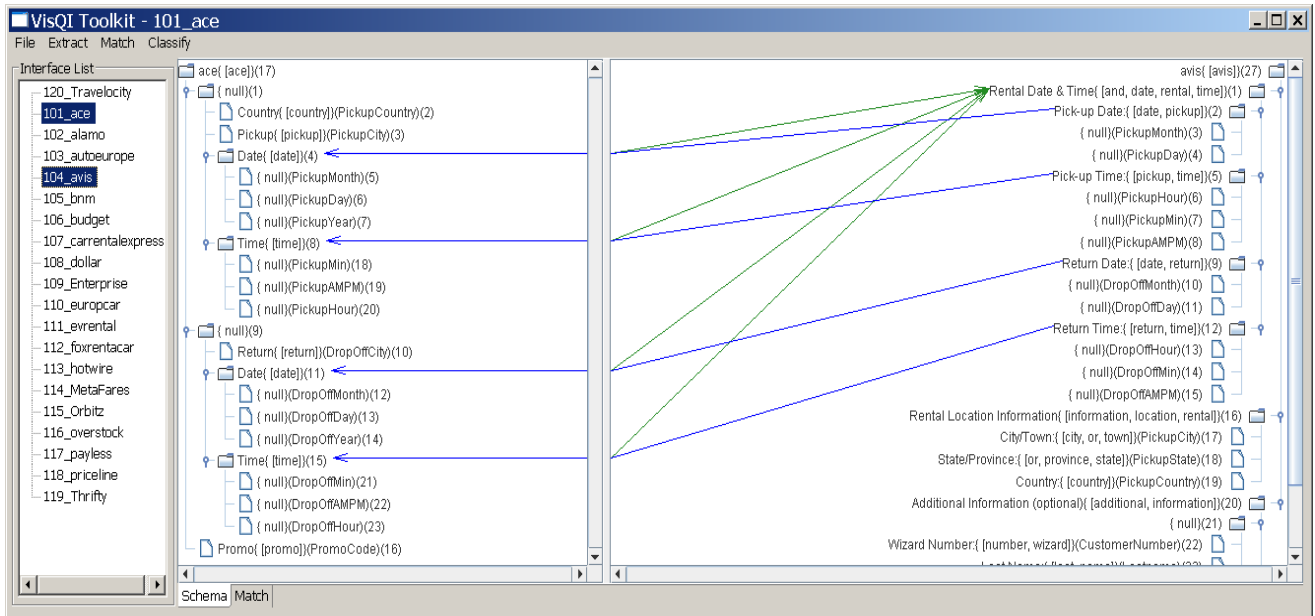 VisQI Toolkit - 101_ace
File Extract Match Classify
Interface List
120_Travelocity
101_ace
102_alamo
103_autoeurope
104_avis
105_bnm
106_budget
107_carrentalexpress
108_dollar
109_Enterprise
110_europcar
111_evrental
112_foxrentacar
113_hotwire
114_MetaFares
115_Orbitz
116_overstock
117_payless
118_priceline
119_Thrifty
ace{ [ace]}(17)
{ null}(1)
Country{ [country]}(PickupCountry)(2)
Pickup{ [pickup]}(PickupCity)(3)
Date{ [date]}(4)
{ null}(PickupMonth)(5)
{ null}(PickupDay)(6)
{ null}(PickupYear)(7)
Time{ [time]}(8)
{ null}(PickupMin)(18)
{ null}(PickupAMPM)(19)
{ null}(PickupHour)(20)
{ null}(9)
Return{ [return]}(DropOffCity)(10)
Date{ [date]}(11)
{ null}(DropOffMonth)(12)
{ null}(DropOffDay)(13)
{ null}(DropOffYear)(14)
Time{ [time]}(15)
{ null}(DropOffMin)(21)
{ null}(DropOffAMPM)(22)
{ null}(DropOffHour)(23)
Promo{ [promo]}(PromoCode)(16)
avis{ [avis]}(27)
Rental Date & Time{ [and, date, rental, time]}(1)
Pick-up Date:{ [date, pickup]}(2)
{ null}(PickupMonth)(3)
{ null}(PickupDay)(4)
Pick-up Time:{ [pickup, time]}(5)
{ null}(PickupHour)(6)
{ null}(PickupMin)(7)
{ null}(PickupAMPM)(8)
Return Date:{ [date, return]}(9)
{ null}(DropOffMonth)(10)
{ null}(DropOffDay)(11)
Return Time:{ [return, time]}(12)
{ null}(DropOffHour)(13)
{ null}(DropOffMin)(14)
{ null}(DropOffAMPM)(15)
Rental Location Information{ [information, location, rental]}(16)
City/Town:{ [city, or, town]}(PickupCity)(17)
State/Province:{ [or, province, state]}(PickupState)(18)
Country:{ [country]}(PickupCountry)(19)
Additional Information (optional){ [additional, information]}(20)
{ null}(21)
Wizard Number:{ [number, wizard]}(CustomerNumber)(22)
Schema Match